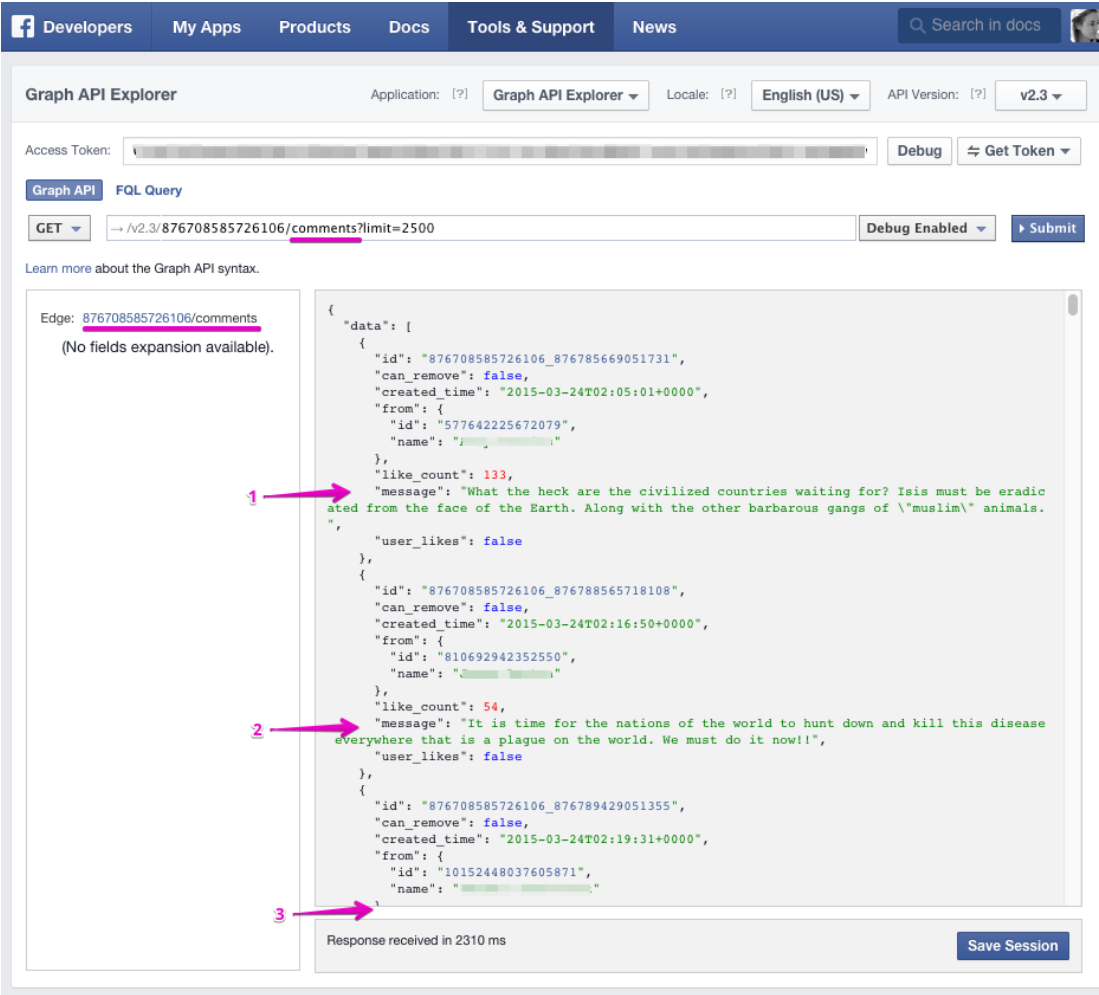 f Developers My Apps Products Docs Tools & Support News Search in docs
Graph API Explorer Application: [?] Graph API Explorer Locale: [?] English (US) API Version: [?] v2.3
Access Token: Debug ⇋ Get Token
Graph API FQL Query
GET → /v2.3/876708585726106/comments?limit=2500 Debug Enabled Submit
Learn more about the Graph API syntax.
Edge: 876708585726106/comments
(No fields expansion available).
{
"data": [
{
"id": "876708585726106_876785669051731",
"can_remove": false,
"created_time": "2015-03-24T02:05:01+0000",
"from": {
"id": "577642225672079",
"name": "
},
"like_count": 133,
1 "message": "What the heck are the civilized countries waiting for? Isis must be eradic
ated from the face of the Earth. Along with the other barbarous gangs of \"muslim\" animals.
",
"user_likes": false
},
{
"id": "876708585726106_876788565718108",
"can_remove": false,
"created_time": "2015-03-24T02:16:50+0000",
"from": {
"id": "810692942352550",
"name": "
},
"like_count": 54,
2 "message": "It is time for the nations of the world to hunt down and kill this disease
everywhere that is a plague on the world. We must do it now!!",
"user_likes": false
},
{
"id": "876708585726106_876789429051355",
"can_remove": false,
"created_time": "2015-03-24T02:19:31+0000",
"from": {
"id": "10152448037605871",
"name": " "
3 }
Response received in 2310 ms Save Session